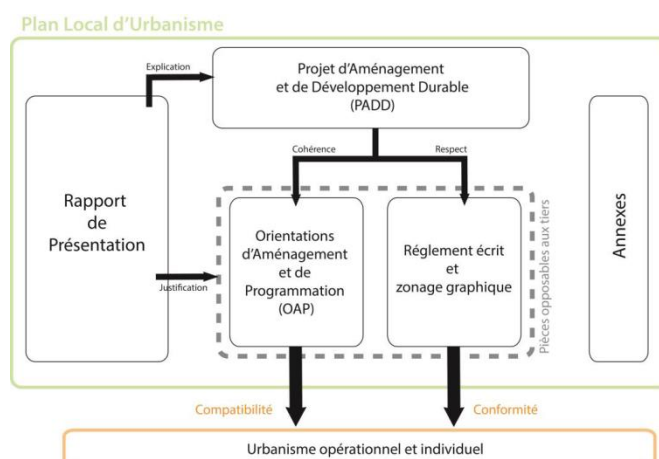 Plan Local d'Urbanisme
Explication
Projet d'Aménagement
et de Développement Durable
(PADD)
Cohérence
Respect
Rapport
de
Présentation
Justification
Orientations
d'Aménagement
et de
Programmation
(OAP)
Réglement écrit
et
zonage graphique
Pièces opposables aux tiers
Annexes
Compatibilité
Conformité
Urbanisme opérationnel et individuel